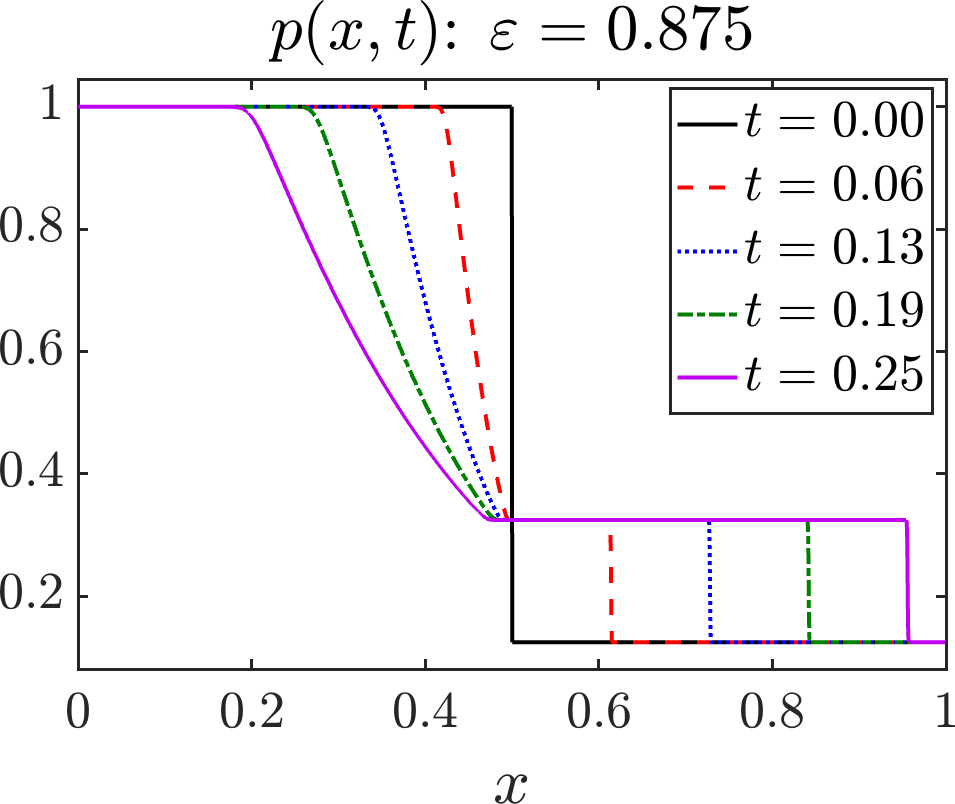 p(x, t): ε = 0.875
1
0.8
0.6
0.4
0.2
t = 0.00
t = 0.06
t = 0.13
t = 0.19
t = 0.25
0 0.2 0.4 0.6 0.8 1
x